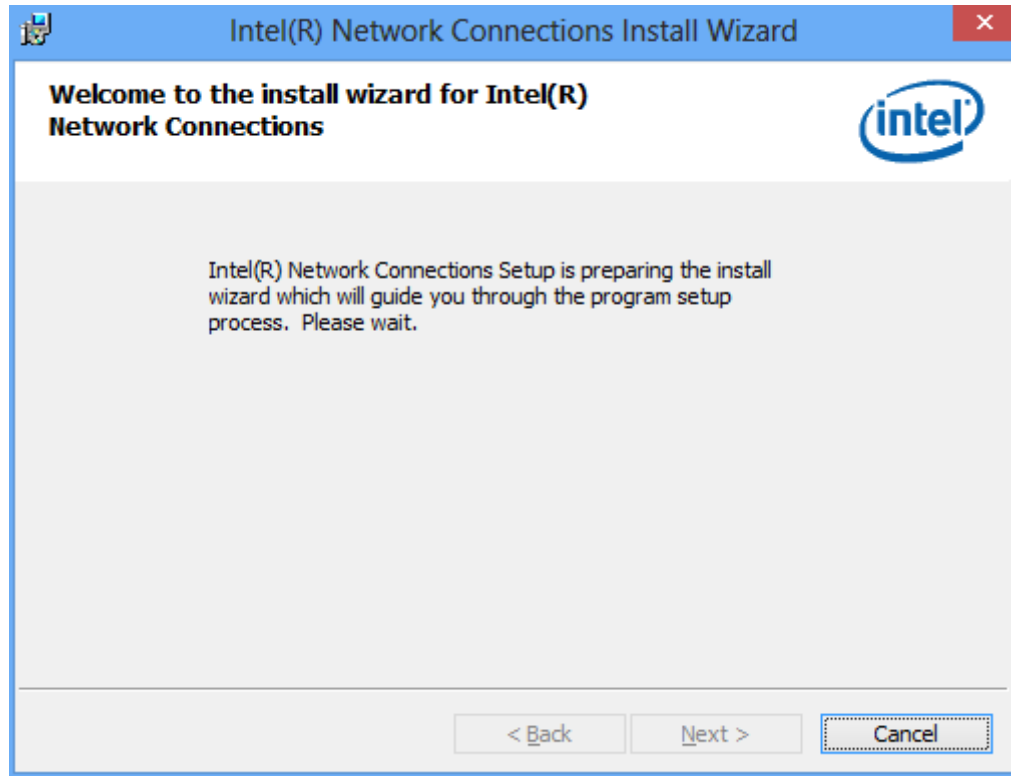 Intel(R) Network Connections Install Wizard
Welcome to the install wizard for Intel(R)
Network Connections
intel
Intel(R) Network Connections Setup is preparing the install
wizard which will guide you through the program setup
process.  Please wait.
< Back
Next >
Cancel